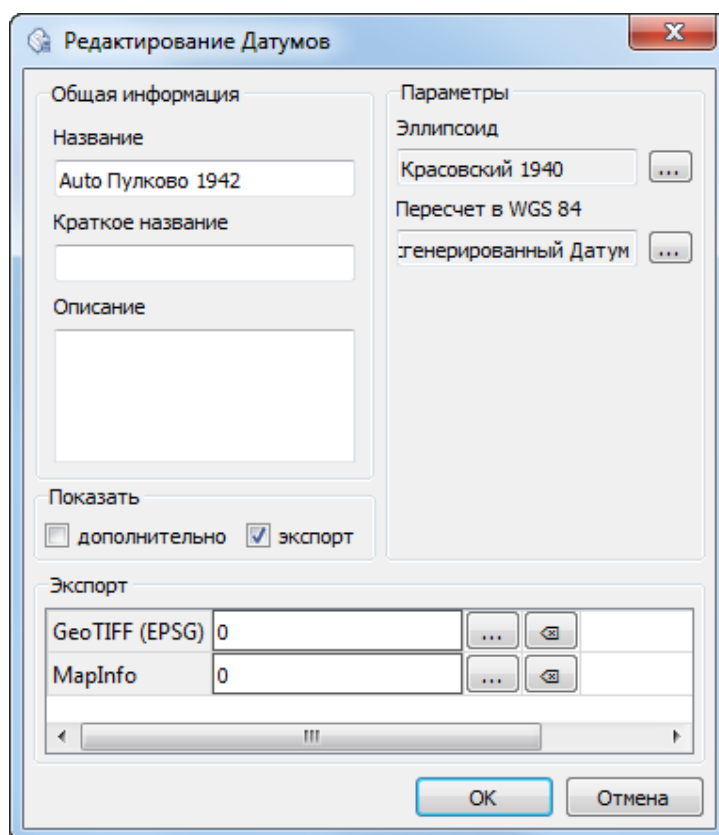 Редактирование Датумов
Общая информация
Название
Auto Пулково 1942
Краткое название
Описание
Параметры
Эллипсоид
Красовский 1940
...
Пересчет в WGS 84
сгенерированный Датум
...
Показать
дополнительно
экспорт
Экспорт
GeoTIFF (EPSG) 0 ...
MapInfo 0 ...
OK
Отмена